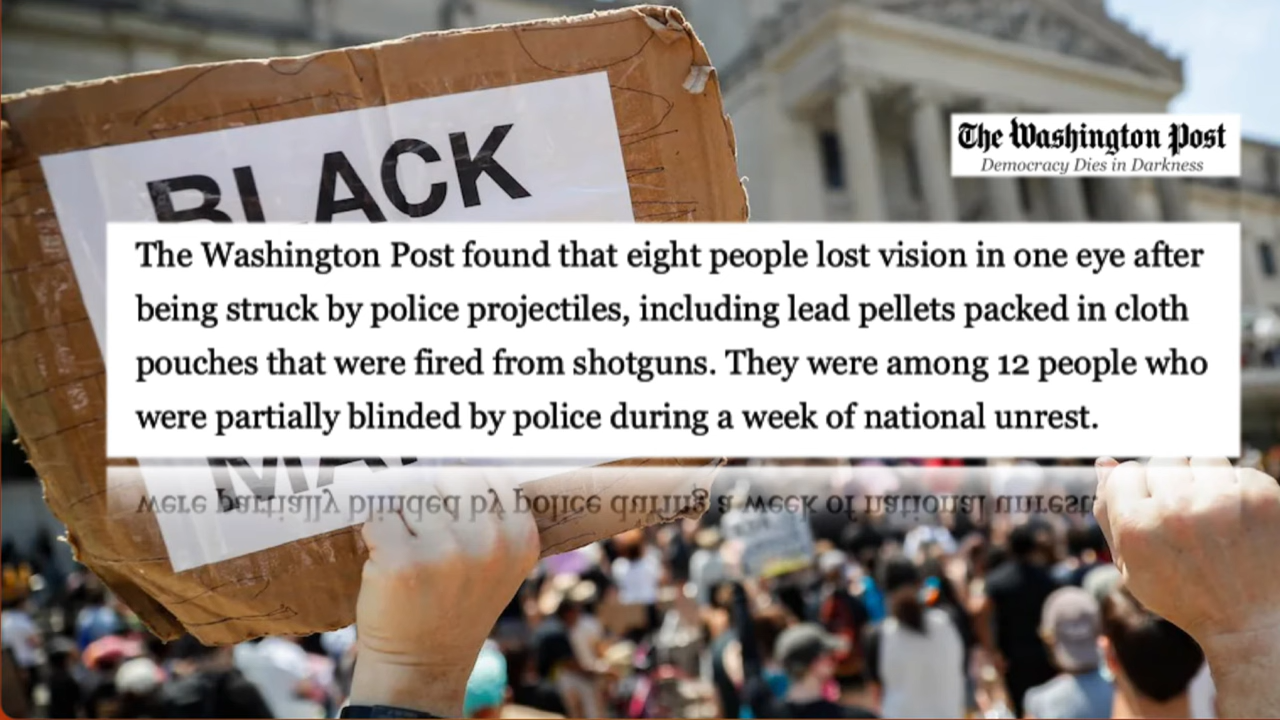 BLACK
The Washington Post
Democracy Dies in Darkness
The Washington Post found that eight people lost vision in one eye after
being struck by police projectiles, including lead pellets packed in cloth
pouches that were fired from shotguns. They were among 12 people who
were partially blinded by police during a week of national unrest.
were partially blinded by police during a week of national unrest.